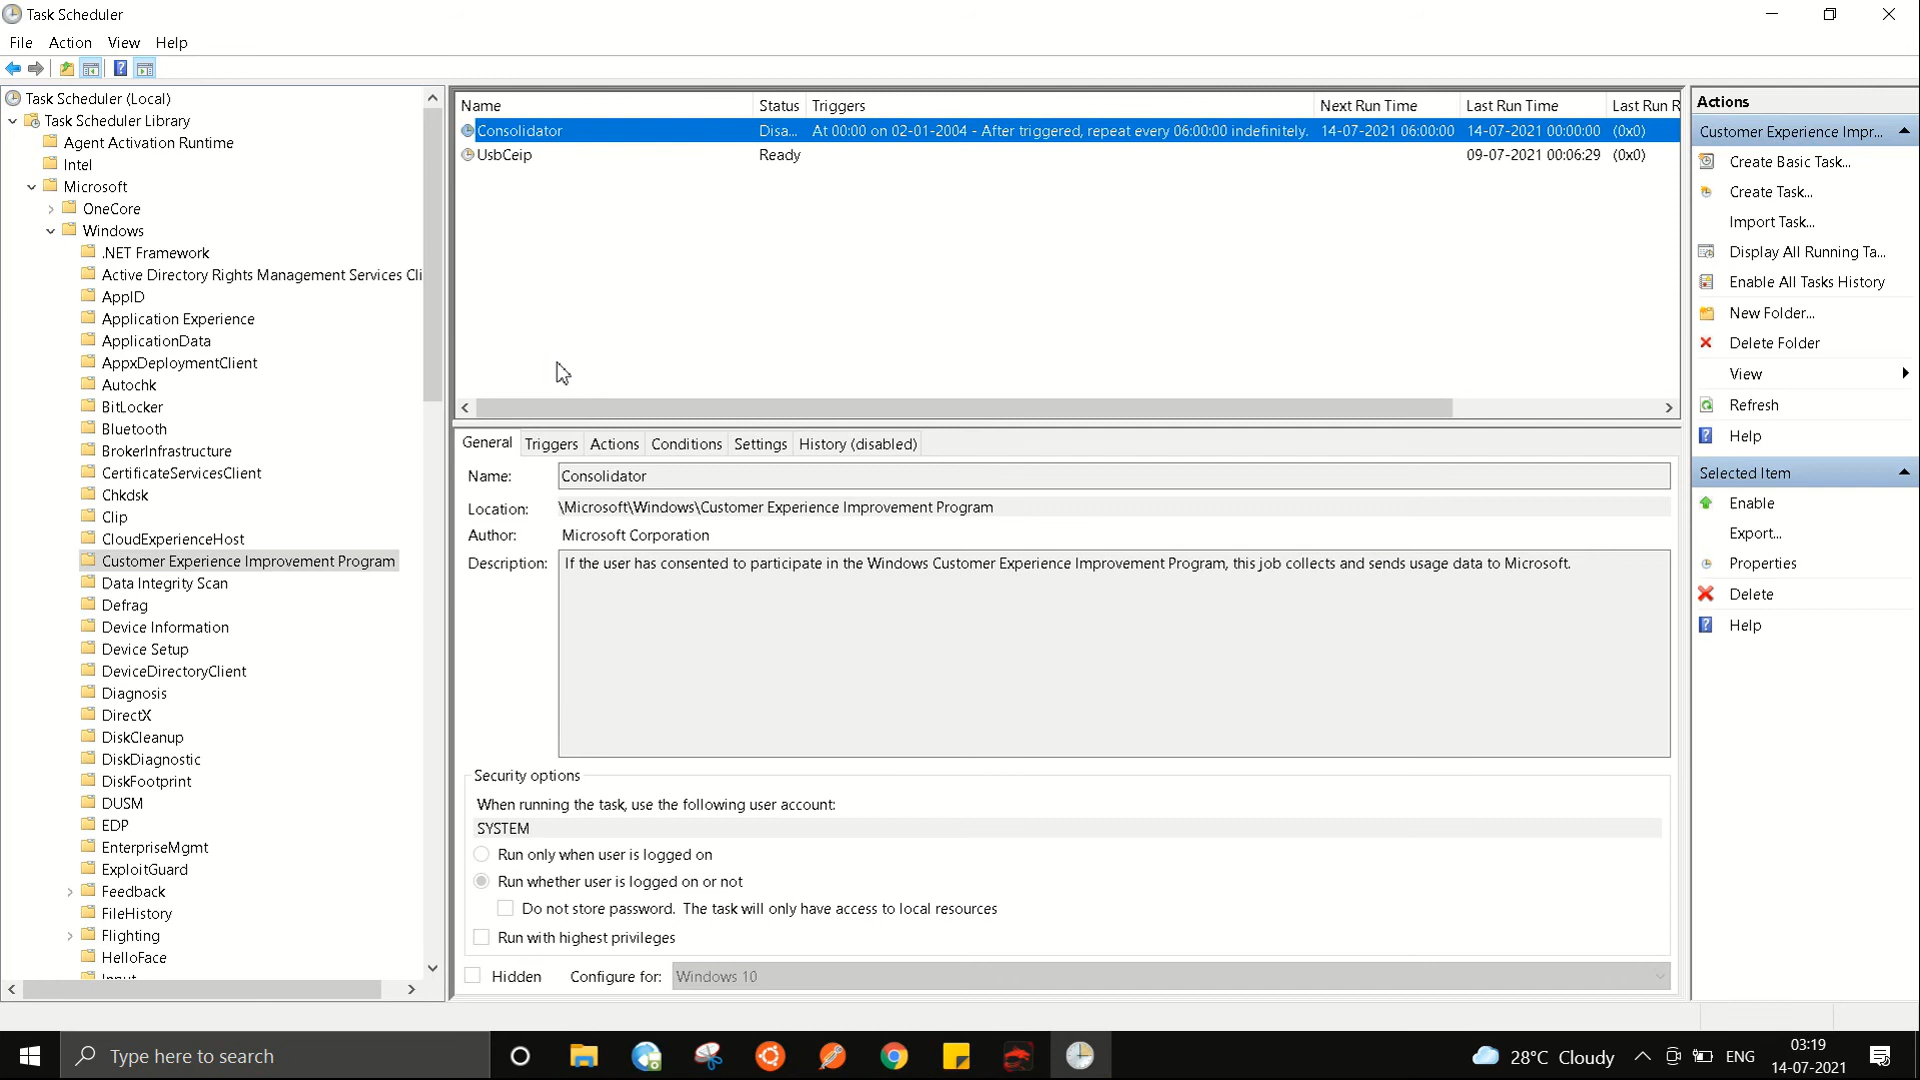 Task Scheduler
File Action View Help
Task Scheduler (Local)
Task Scheduler Library
Agent Activation Runtime
Intel
Microsoft
OneCore
Windows
.NET Framework
Active Directory Rights Management Services Cli
AppID
Application Experience
ApplicationData
AppxDeploymentClient
Autochk
BitLocker
Bluetooth
BrokerInfrastructure
CertificateServicesClient
Chkdsk
Clip
CloudExperienceHost
Customer Experience Improvement Program
Data Integrity Scan
Defrag
Device Information
Device Setup
DeviceDirectoryClient
Diagnosis
DirectX
DiskCleanup
DiskDiagnostic
DiskFootprint
DUSM
EDP
EnterpriseMgmt
ExploitGuard
Feedback
FileHistory
Flighting
HelloFace
Name Status Triggers Next Run Time Last Run Time Last Run R
Consolidator Disa... At 00:00 on 02-01-2004 - After triggered, repeat every 06:00:00 indefinitely. 14-07-2021 06:00:00 14-07-2021 00:00:00 (0x0)
UsbCeip Ready 09-07-2021 00:06:29 (0x0)
General Triggers Actions Conditions Settings History (disabled)
Name: Consolidator
Location: \Microsoft\Windows\Customer Experience Improvement Program
Author: Microsoft Corporation
Description: If the user has consented to participate in the Windows Customer Experience Improvement Program, this job collects and sends usage data to Microsoft.
Security options
When running the task, use the following user account:
SYSTEM
Run only when user is logged on
Run whether user is logged on or not
Do not store password. The task will only have access to local resources
Run with highest privileges
Hidden Configure for: Windows 10
Actions
Customer Experience Impr...
Create Basic Task...
Create Task...
Import Task...
Display All Running Ta...
Enable All Tasks History
New Folder...
Delete Folder
View
Refresh
Help
Selected Item
Enable
Export...
Properties
Delete
Help
Type here to search
28°C Cloudy
ENG
03:19
14-07-2021